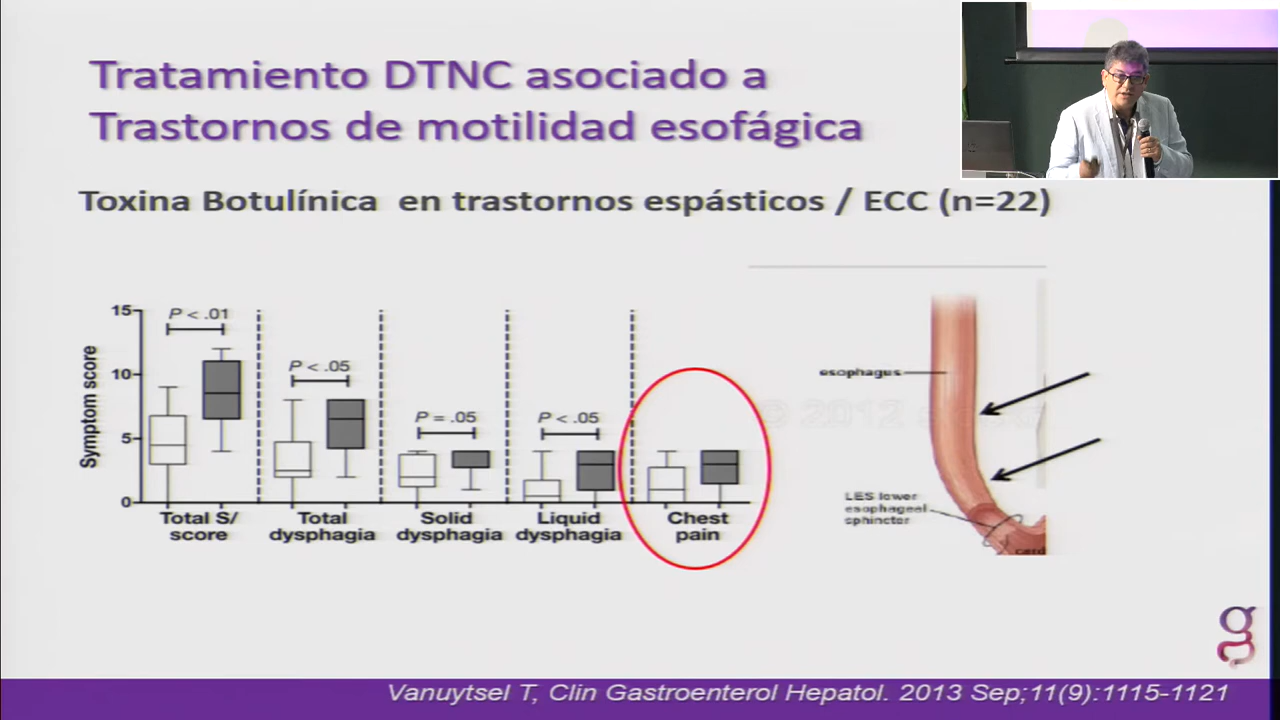 Tratamiento DTNC asociado a
Trastornos de motilidad esofágica
Toxina Botulínica en trastornos espásticos / ECC (n=22)
Symptom score
15
10
5
0
P < .01
P < .05
P = .05
P < .05
Total S/
score
Total
dysphagia
Solid
dysphagia
Liquid
dysphagia
Chest
pain
esophagus
© 2012
LES lower
esophageal
sphincter
Vanuytsel T, Clin Gastroenterol Hepatol. 2013 Sep;11(9):1115-1121